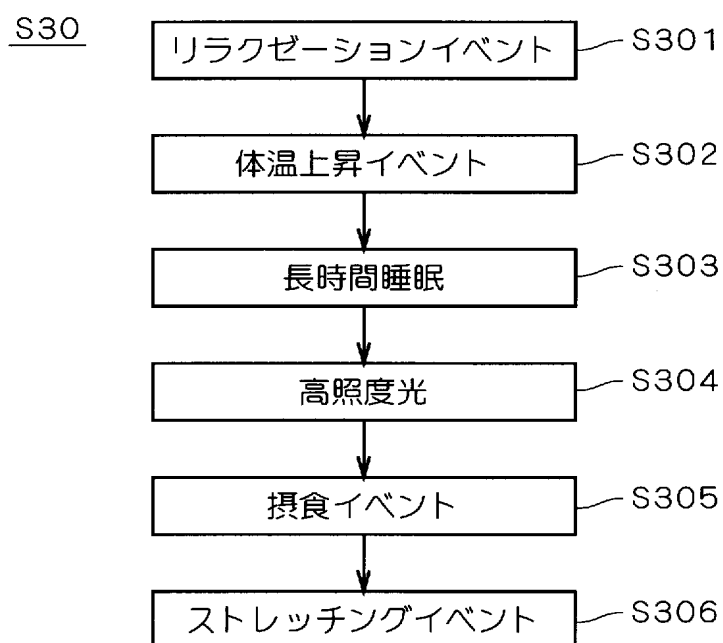 S30
リラクゼーションイベント S301
体温上昇イベント S302
長時間睡眠 S303
高照度光 S304
摂食イベント S305
ストレッチングイベント S306